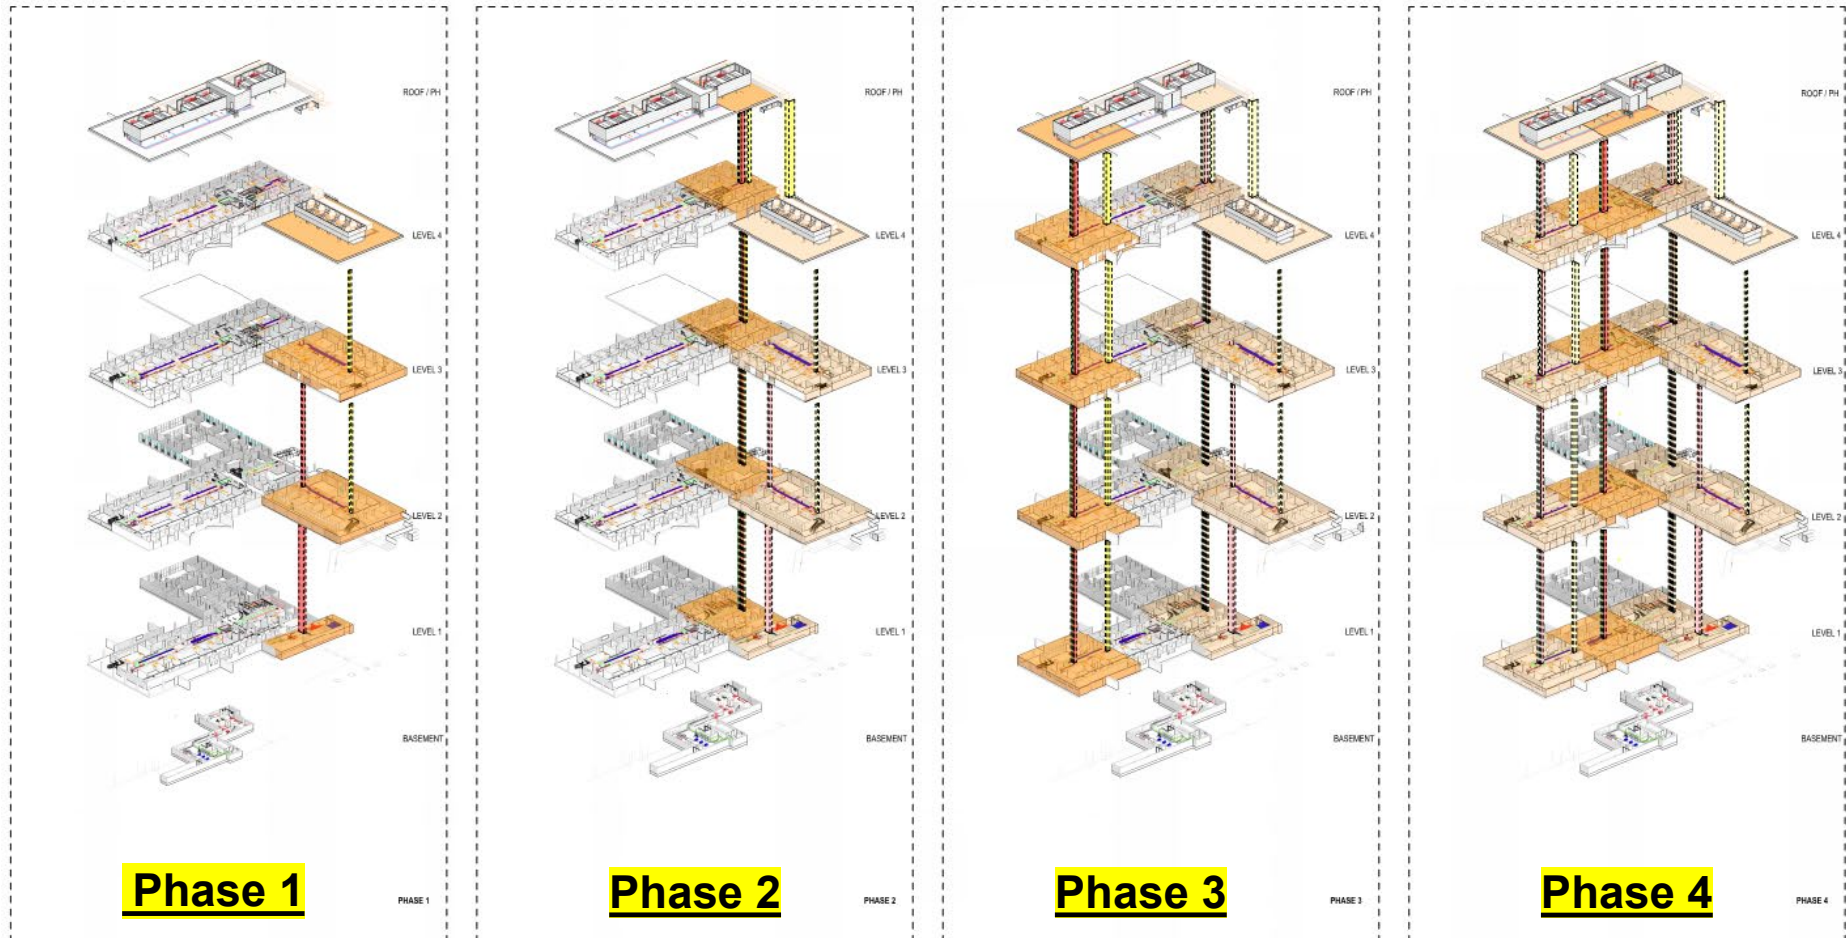 ROOF / PH
LEVEL 4
LEVEL 3
LEVEL 2
LEVEL 1
BASEMENT
Phase 1
PHASE 1
ROOF / PH
LEVEL 4
LEVEL 3
LEVEL 2
LEVEL 1
BASEMENT
Phase 2
PHASE 2
ROOF / PH
LEVEL 4
LEVEL 3
LEVEL 2
LEVEL 1
BASEMENT
Phase 3
PHASE 3
ROOF / PH
LEVEL 4
LEVEL 3
LEVEL 2
LEVEL 1
BASEMENT
Phase 4
PHASE 4